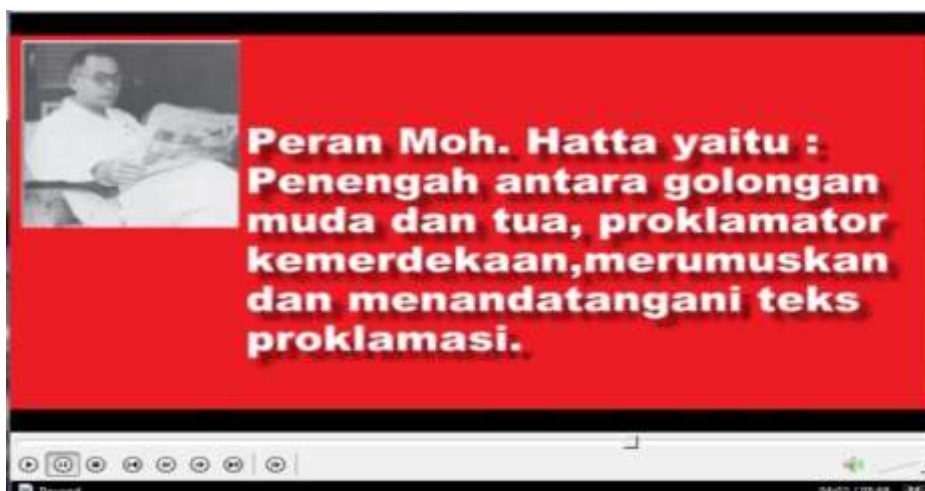 Peran Moh. Hatta yaitu :
Penengah antara golongan
muda dan tua, proklamator
kemerdekaan,merumuskan
dan menandatangani teks
proklamasi.